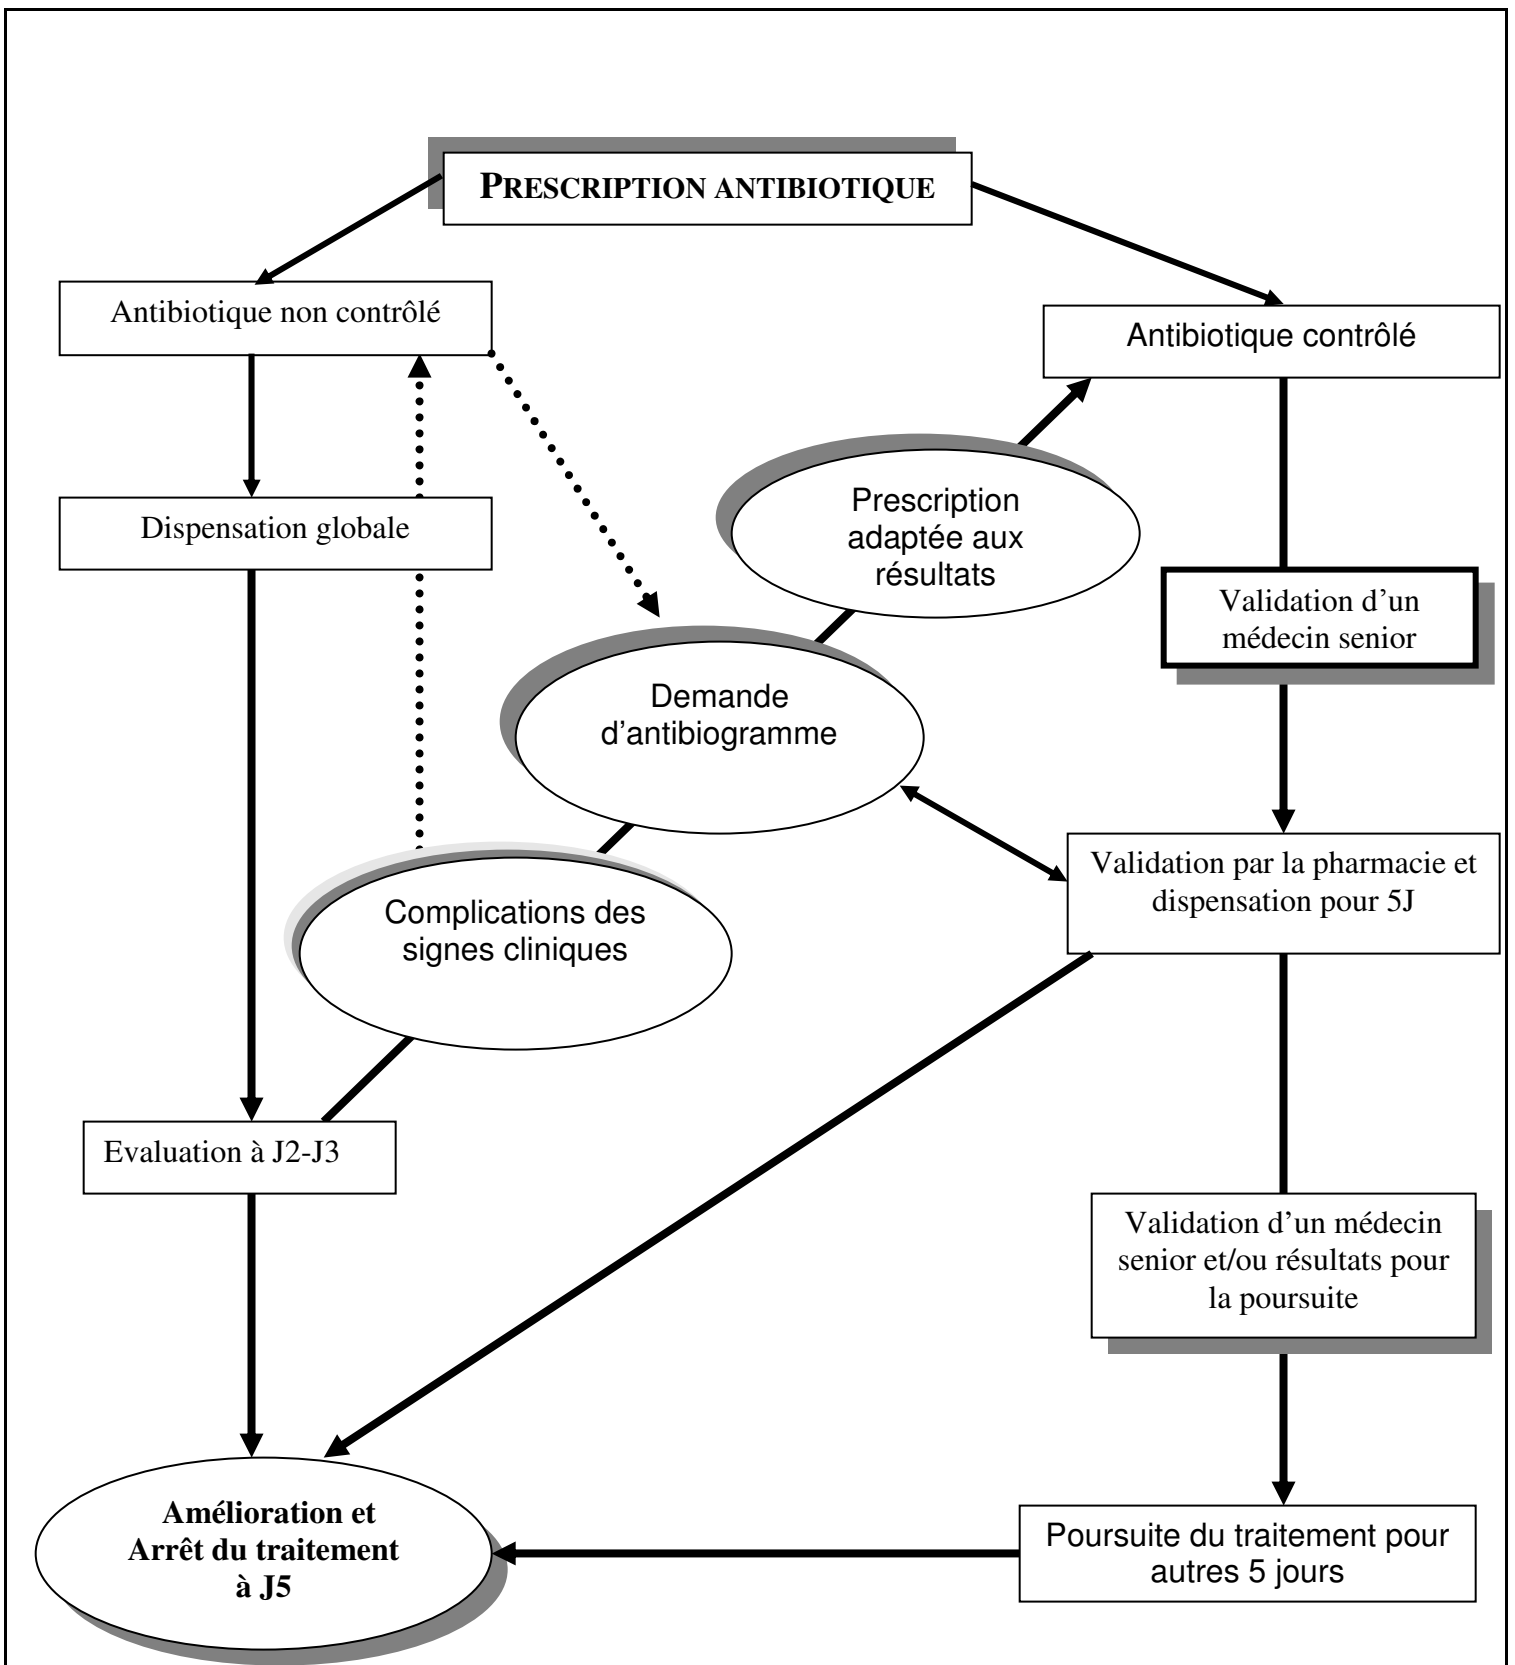 PRESCRIPTION ANTIBIOTIQUE
Antibiotique non contrôlé
Antibiotique contrôlé
Prescription
adaptée aux
résultats
Dispensation globale
Validation d’un
médecin senior
Demande
d’antibiogramme
Validation par la pharmacie et
dispensation pour 5J
Complications des
signes cliniques
Evaluation à J2-J3
Validation d’un médecin
senior et/ou résultats pour
la poursuite
Amélioration et
Arrêt du traitement
à J5
Poursuite du traitement pour
autres 5 jours